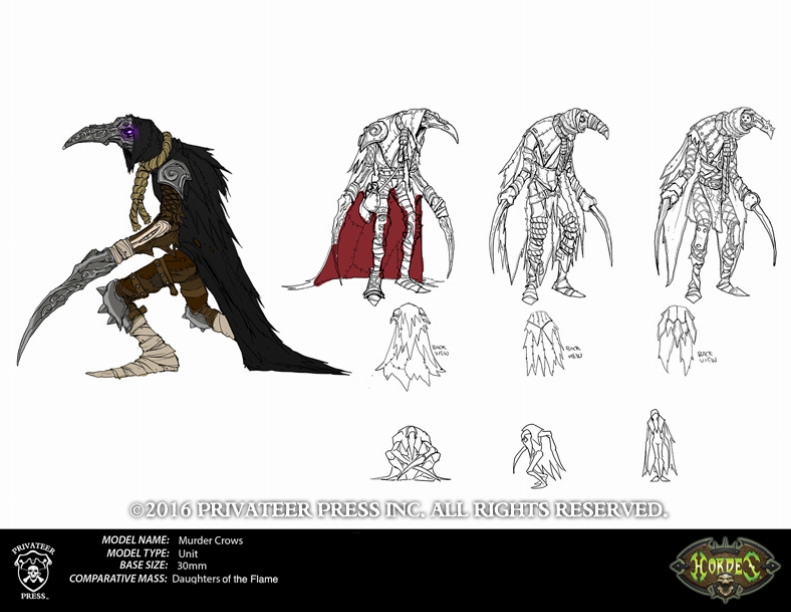 BACK
VIEW
BACK
VIEW
BACK
VIEW
©2016 PRIVATEER PRESS INC. ALL RIGHTS RESERVED.
PRIVATEER
PRESS
MODEL NAME: Murder Crows
MODEL TYPE: Unit
BASE SIZE: 30mm
COMPARATIVE MASS: Daughters of the Flame
HORDES